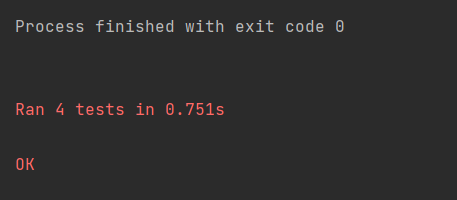 Process finished with exit code 0
Ran 4 tests in 0.751s
OK